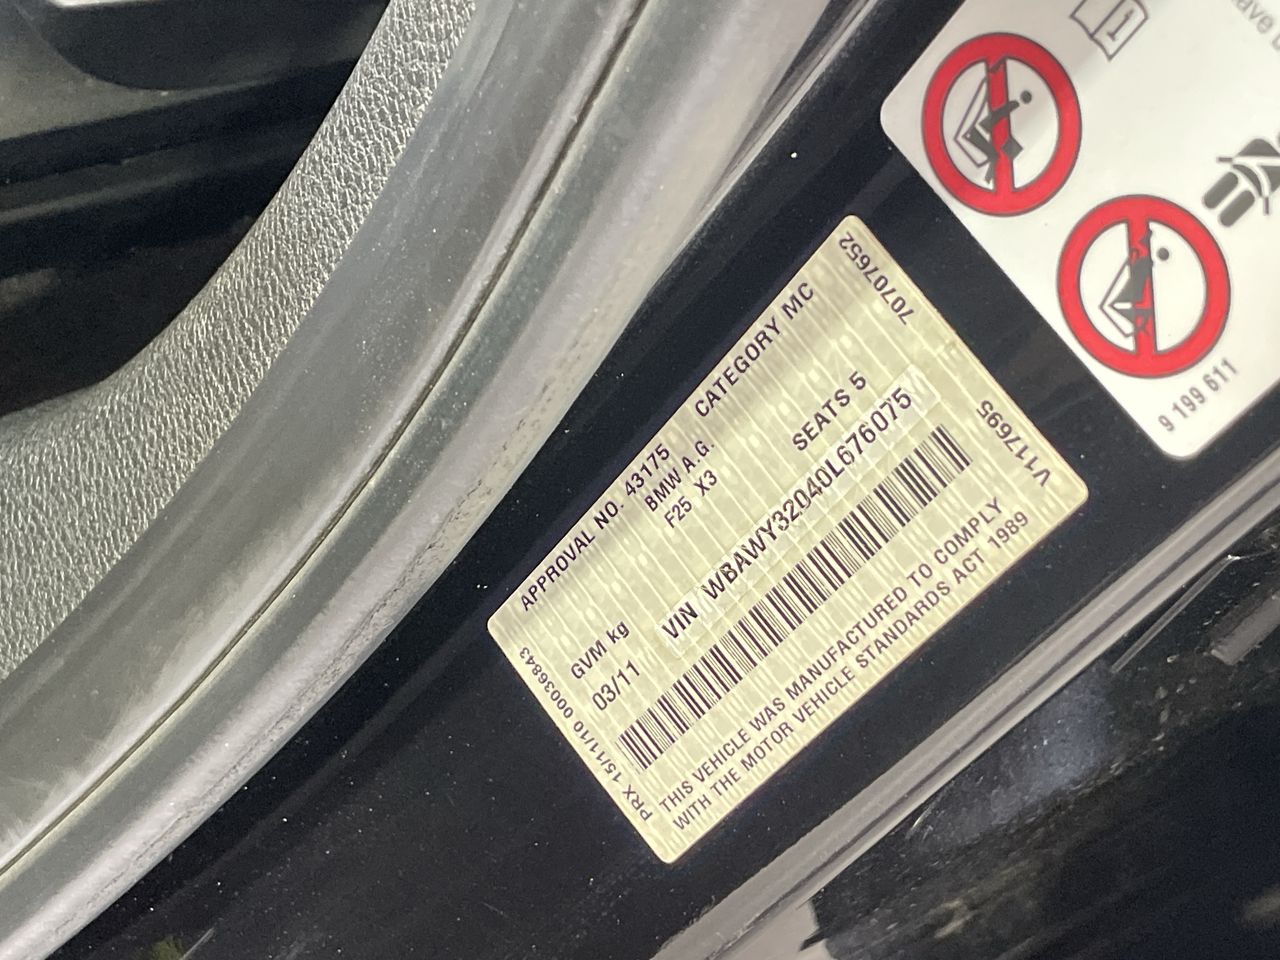 APPROVAL NO. 43175 CATEGORY MC
BMW A.G.
F25 X3
GVM kg SEATS 5
03/11
VIN WBAWY32040L676075
THIS VEHICLE WAS MANUFACTURED TO COMPLY
WITH THE MOTOR VEHICLE STANDARDS ACT 1989
PRX 15/11/10 00036843
70707652
V117695
9 199 611